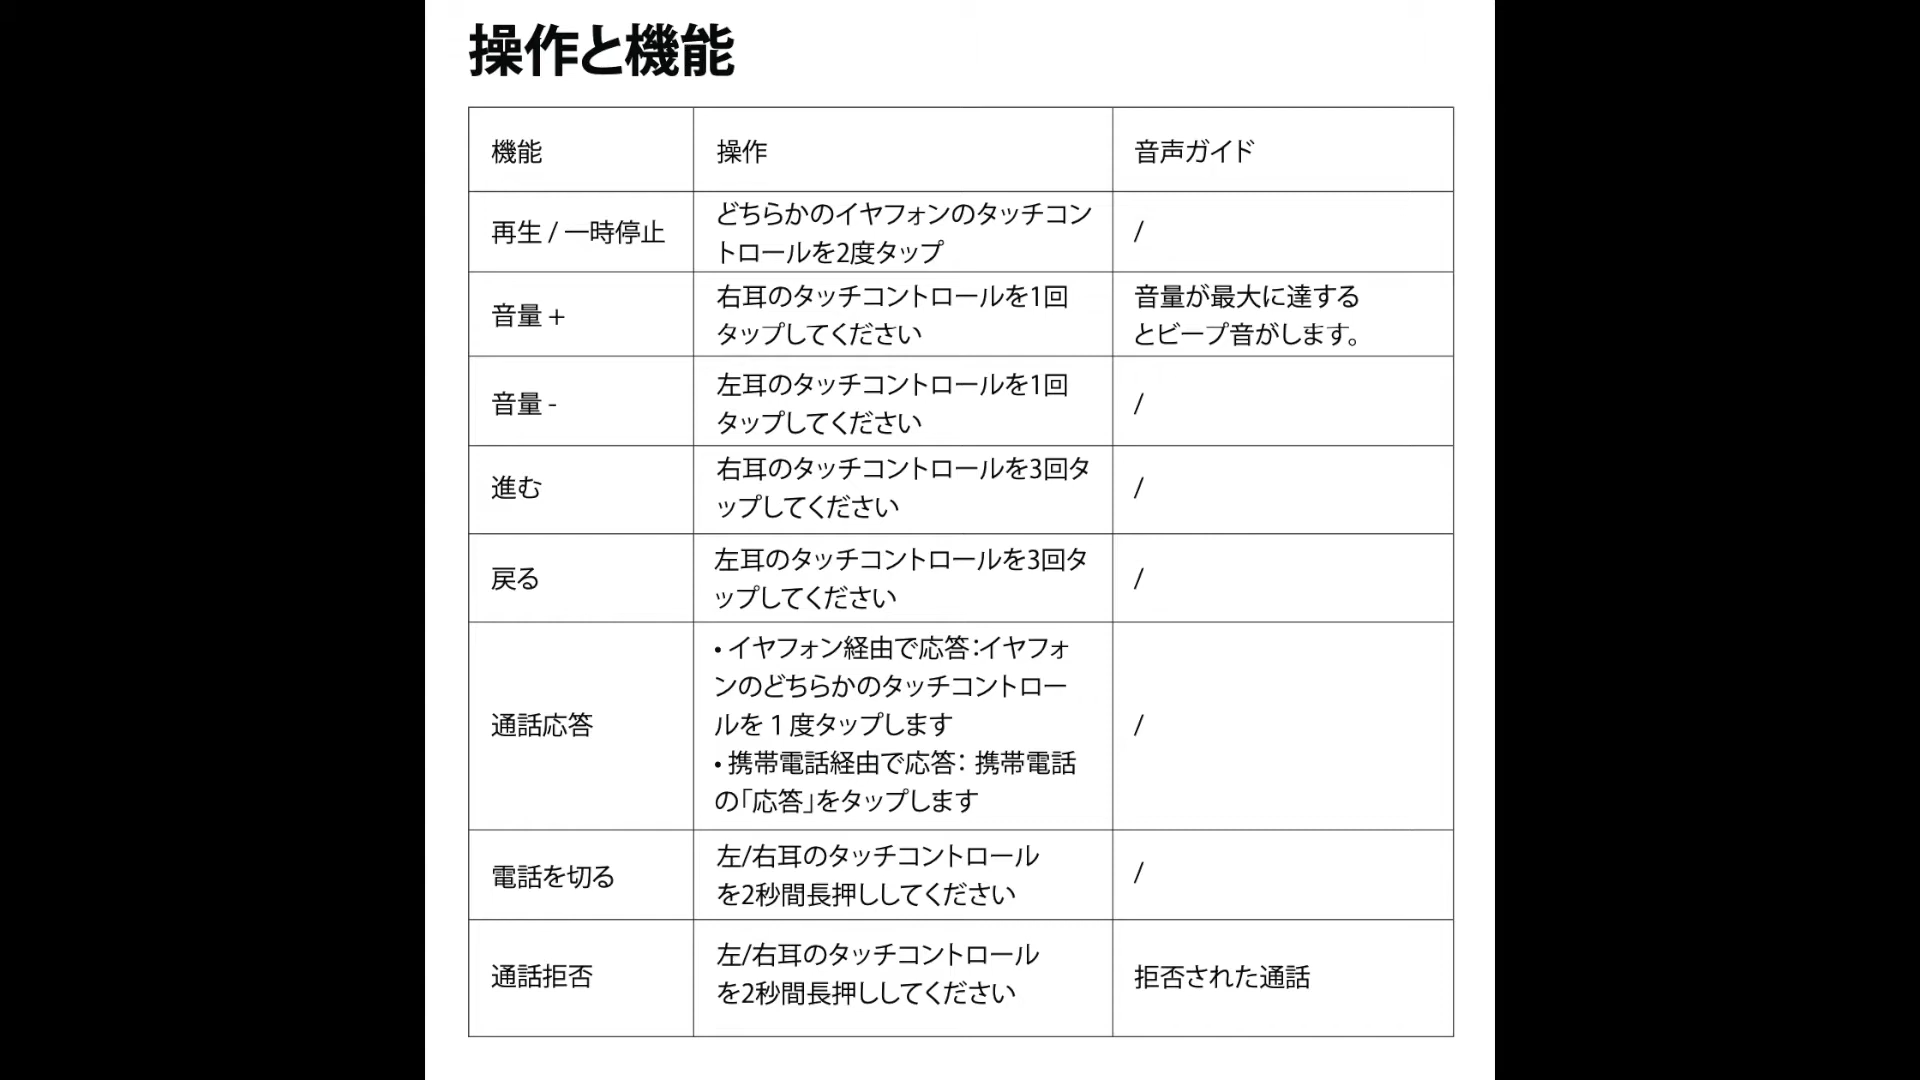 操作と機能
機能
操作
音声ガイド
再生 / 一時停止
どちらかのイヤフォンのタッチコン
トロールを2度タップ
/
音量 +
右耳のタッチコントロールを1回
タップしてください
音量が最大に達する
とビープ音がします。
音量 -
左耳のタッチコントロールを1回
タップしてください
/
進む
右耳のタッチコントロールを3回タ
ップしてください
/
戻る
左耳のタッチコントロールを3回タ
ップしてください
/
通話応答
• イヤフォン経由で応答：イヤフォ
ンのどちらかのタッチコントロー
ルを 1 度タップします
• 携帯電話経由で応答： 携帯電話
の「応答」をタップします
/
電話を切る
左/右耳のタッチコントロール
を2秒間長押ししてください
/
通話拒否
左/右耳のタッチコントロール
を2秒間長押ししてください
拒否された通話